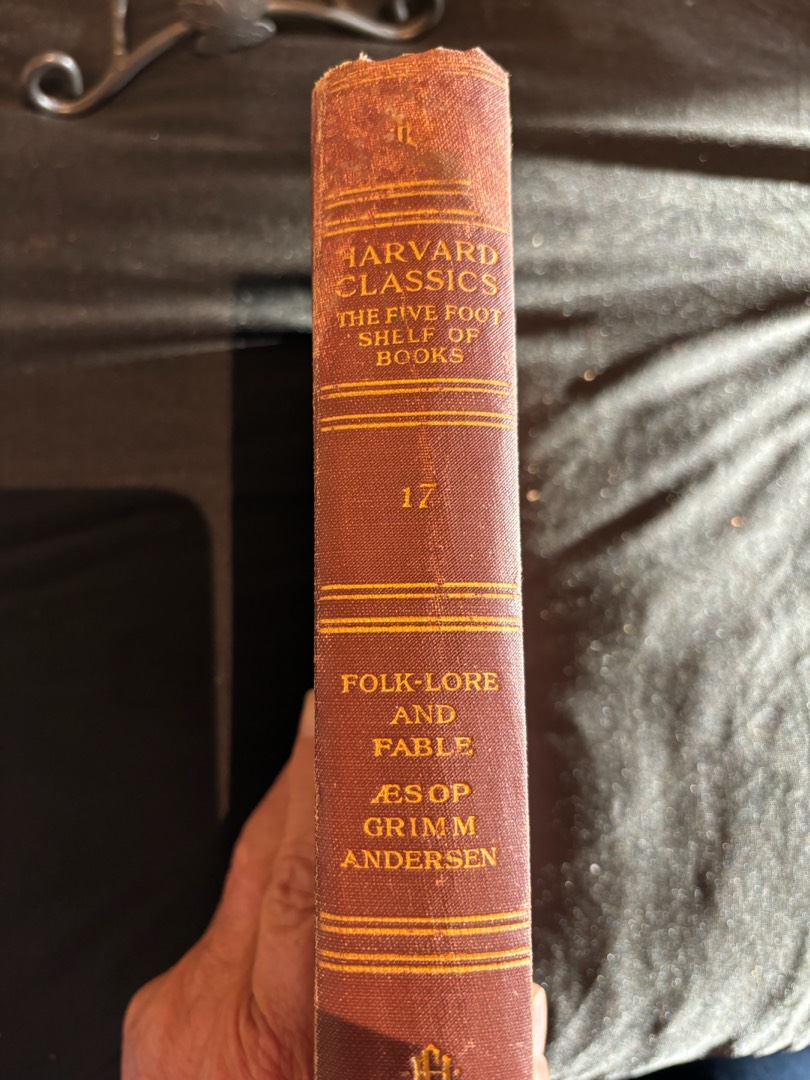 HARVARD
CLASSICS
THE FIVE FOOT
SHELF OF
BOOKS
17
FOLK-LORE
AND
FABLE
ÆSOP
GRIMM
ANDERSEN